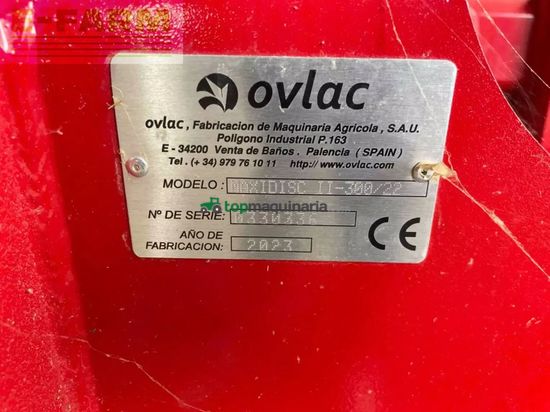 ovlac
ovlac, Fabricacion de Maquinaria Agrícola, S.A.U.
Poligono Industrial P.163
E - 34200 Venta de Baños. Palencia (SPAIN)
Tel. (+ 34) 979 76 10 11 http://www.ovlac.com
MODELO: MAXIDISC II-300/22
topmaquinaria
Nº DE SERIE:
AÑO DE
FABRICACION: 2023
CE